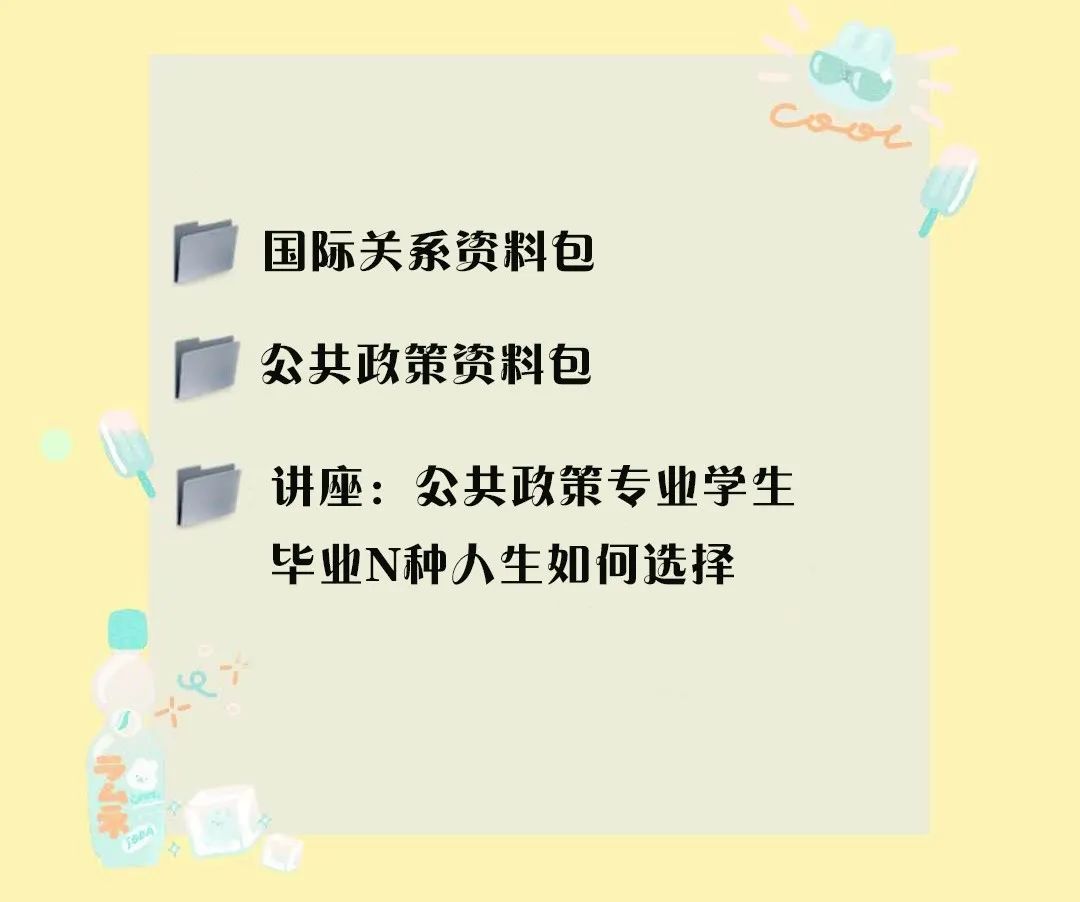 cool
国际关系资料包
公共政策资料包
讲座：公共政策专业学生
毕业N种人生如何选择
ラムネ
SODA